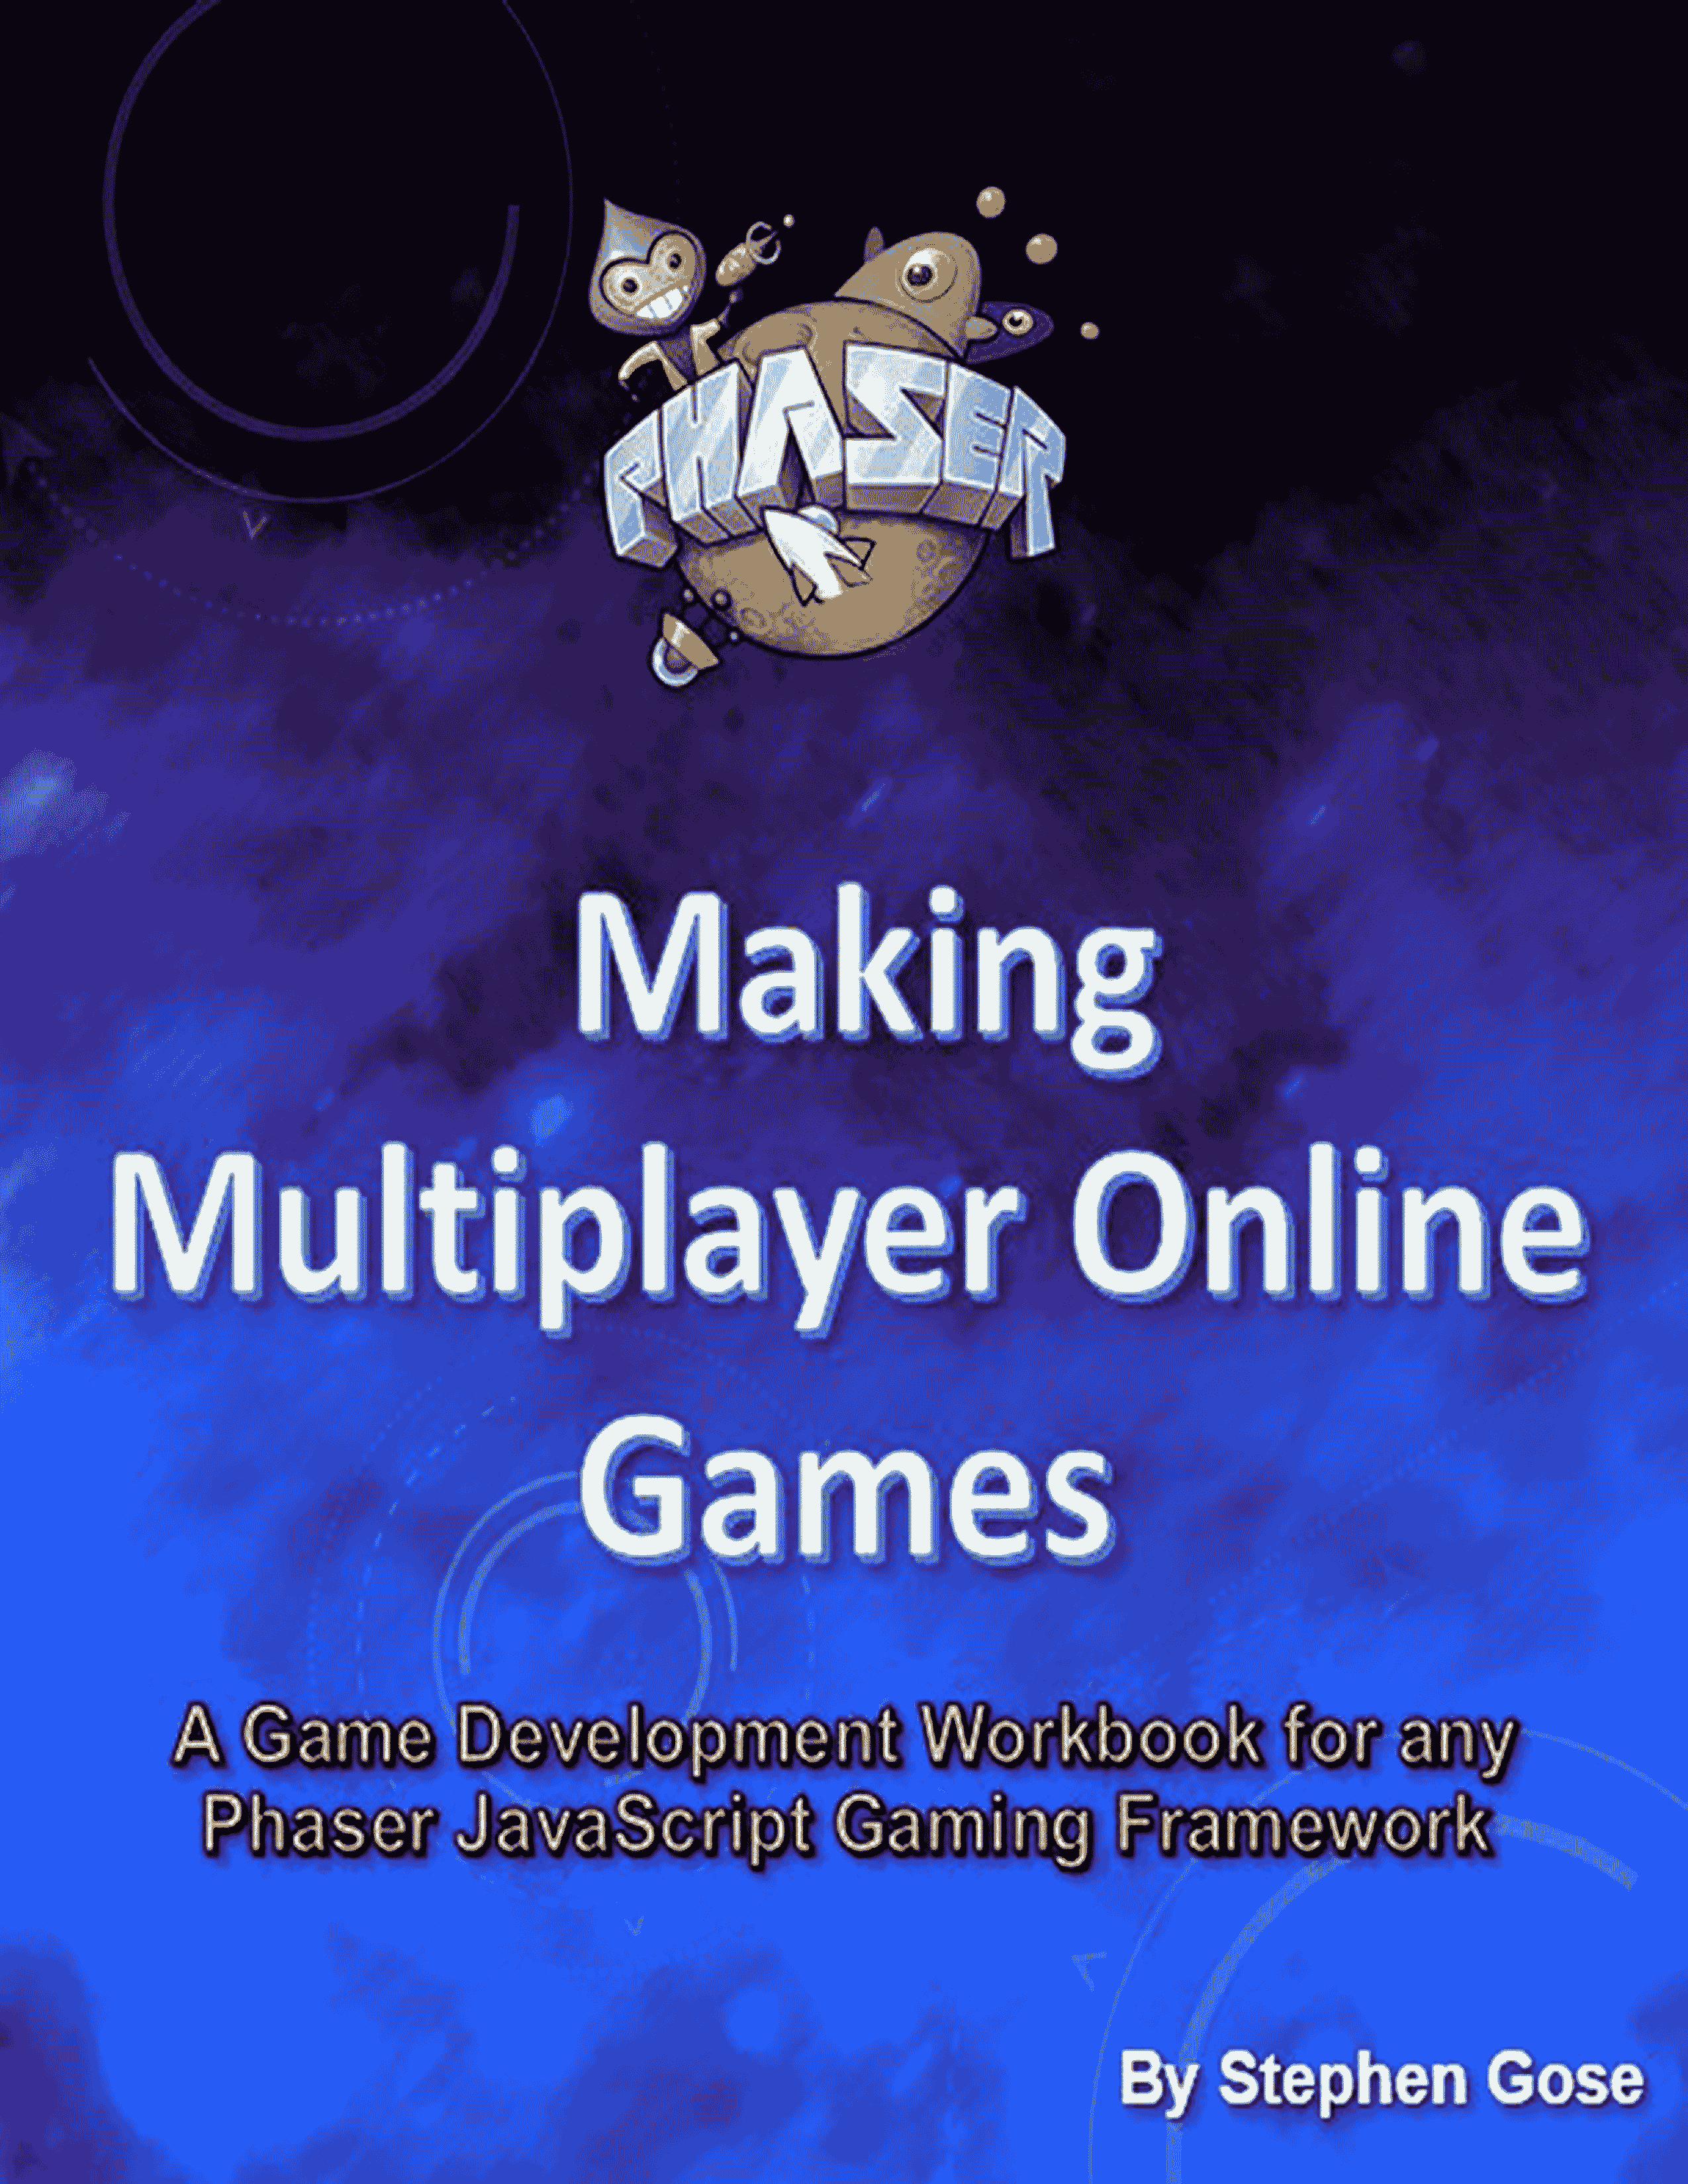 PHASER
Making
Multiplayer Online
Games
A Game Development Workbook for any
Phaser JavaScript Gaming Framework
By Stephen Gose